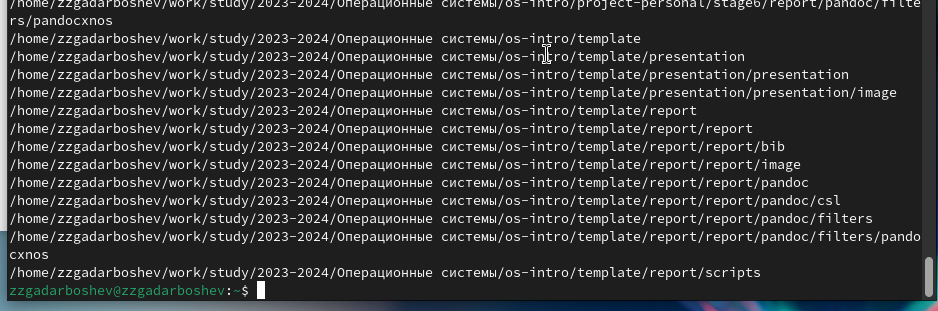 /home/zzgadarboshev/work/study/2023-2024/Операционные системы/os-intro/project-personal/stage6/report/pandoc/filte
rs/pandocxnos
/home/zzgadarboshev/work/study/2023-2024/Операционные системы/os-intro/template
/home/zzgadarboshev/work/study/2023-2024/Операционные системы/os-intro/template/presentation
/home/zzgadarboshev/work/study/2023-2024/Операционные системы/os-intro/template/presentation/presentation
/home/zzgadarboshev/work/study/2023-2024/Операционные системы/os-intro/template/presentation/presentation/image
/home/zzgadarboshev/work/study/2023-2024/Операционные системы/os-intro/template/report
/home/zzgadarboshev/work/study/2023-2024/Операционные системы/os-intro/template/report/report
/home/zzgadarboshev/work/study/2023-2024/Операционные системы/os-intro/template/report/report/bib
/home/zzgadarboshev/work/study/2023-2024/Операционные системы/os-intro/template/report/report/image
/home/zzgadarboshev/work/study/2023-2024/Операционные системы/os-intro/template/report/report/pandoc
/home/zzgadarboshev/work/study/2023-2024/Операционные системы/os-intro/template/report/report/pandoc/csl
/home/zzgadarboshev/work/study/2023-2024/Операционные системы/os-intro/template/report/report/pandoc/filters
/home/zzgadarboshev/work/study/2023-2024/Операционные системы/os-intro/template/report/report/pandoc/filters/pando
cxnos
/home/zzgadarboshev/work/study/2023-2024/Операционные системы/os-intro/template/report/scripts
zzgadarboshev@zzgadarboshev:~$